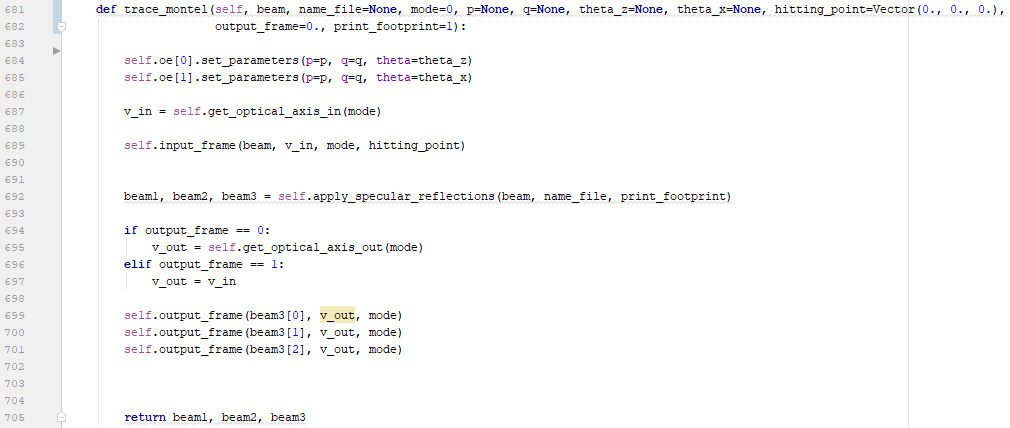 681 def trace_montel(self, beam, name_file=None, mode=0, p=None, q=None, theta_z=None, theta_x=None, hitting_point=Vector(0., 0., 0.),
682 output_frame=0., print_footprint=1):
683
684 self.oe[0].set_parameters(p=p, q=q, theta=theta_z)
685 self.oe[1].set_parameters(p=p, q=q, theta=theta_x)
686
687 v_in = self.get_optical_axis_in(mode)
688
689 self.input_frame(beam, v_in, mode, hitting_point)
690
691
692 beam1, beam2, beam3 = self.apply_specular_reflections(beam, name_file, print_footprint)
693
694 if output_frame == 0:
695 v_out = self.get_optical_axis_out(mode)
696 elif output_frame == 1:
697 v_out = v_in
698
699 self.output_frame(beam3[0], v_out, mode)
700 self.output_frame(beam3[1], v_out, mode)
701 self.output_frame(beam3[2], v_out, mode)
702
703
704
705 return beam1, beam2, beam3